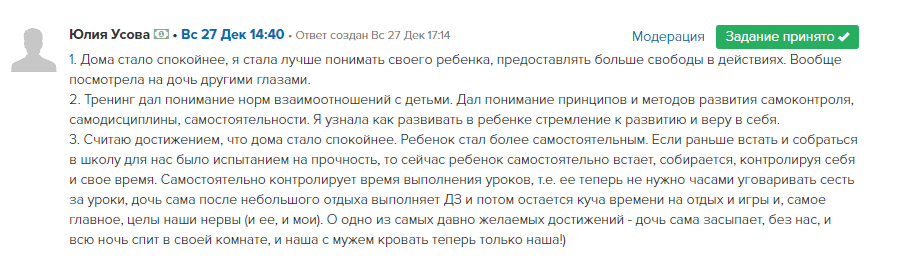 Юлия Усова • Вс 27 Дек 14:40 • Ответ создан Вс 27 Дек 17:14 Модерация Задание принято ✔
1. Дома стало спокойнее, я стала лучше понимать своего ребенка, предоставлять больше свободы в действиях. Вообще
посмотрела на дочь другими глазами.
2. Тренинг дал понимание норм взаимоотношений с детьми. Дал понимание принципов и методов развития самоконтроля,
самодисциплины, самостоятельности. Я узнала как развивать в ребенке стремление к развитию и веру в себя.
3. Считаю достижением, что дома стало спокойнее. Ребенок стал более самостоятельным. Если раньше встать и собраться
в школу для нас было испытанием на прочность, то сейчас ребенок самостоятельно встает, собирается, контролируя себя
и свое время. Самостоятельно контролирует время выполнения уроков, т.е. ее теперь не нужно часами уговаривать сесть
за уроки, дочь сама после небольшого отдыха выполняет ДЗ и потом остается куча времени на отдых и игры и, самое
главное, целы наши нервы (и ее, и мои). О одно из самых давно желаемых достижений - дочь сама засыпает, без нас, и
всю ночь спит в своей комнате, и наша с мужем кровать теперь только наша!)